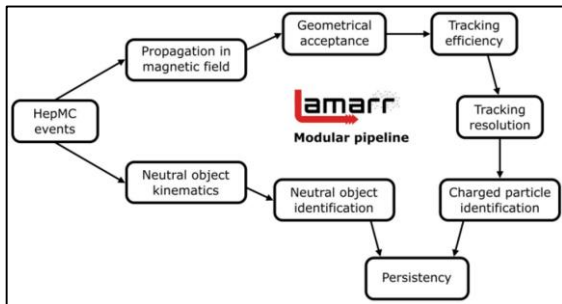 Geometrical
acceptance
Tracking
efficiency
Propagation in
magnetic field
Lamarr
Modular pipeline
HepMC
events
Tracking
resolution
Neutral object
kinematics
Neutral object
identification
Charged particle
identification
Persistency